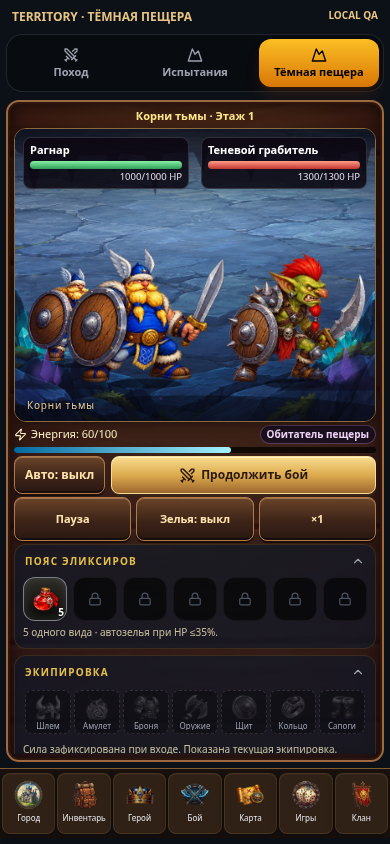 TERRITORY · ТЁМНАЯ ПЕЩЕРА
LOCAL QA
Поход
Испытания
Тёмная пещера
Корни тьмы · Этаж 1
Рагнар
1000/1000 HP
Теневой грабитель
1300/1300 HP
Корни тьмы
Энергия: 60/100
Обитатель пещеры
Авто: выкл
Продолжить бой
Пауза
Зелья: выкл
×1
ПОЯС ЭЛИКСИРОВ
5
5 одного вида · автозелья при HP ≤35%.
ЭКИПИРОВКА
Шлем
Амулет
Броня
Оружие
Щит
Кольцо
Сапоги
Сила зафиксирована при входе. Показана текущая экипировка.
Город
Инвентарь
Герой
Бой
Карта
Игры
Клан